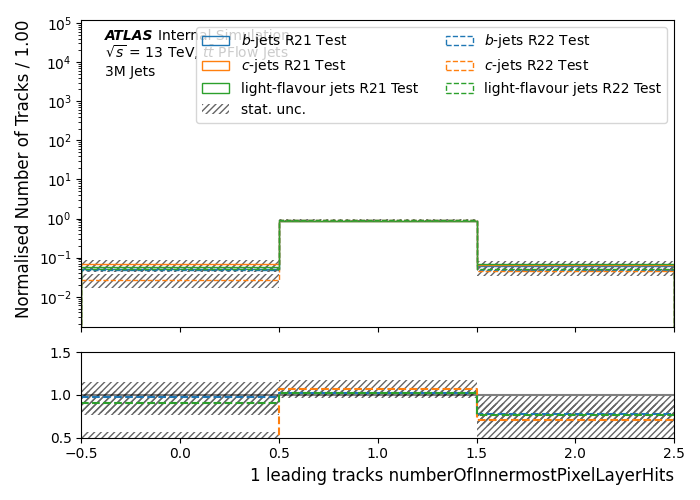 ATLAS Internal Simulation
√s = 13 TeV, tt̄ PFlow Jets
3M Jets
b-jets R21 Test
c-jets R21 Test
light-flavour jets R21 Test
stat. unc.
b-jets R22 Test
c-jets R22 Test
light-flavour jets R22 Test
Normalised Number of Tracks / 1.00
10⁵
10⁴
10³
10²
10¹
10⁰
10⁻¹
10⁻²
1.5
1.0
0.5
−0.5 0.0 0.5 1.0 1.5 2.0 2.5
1 leading tracks numberOfInnermostPixelLayerHits